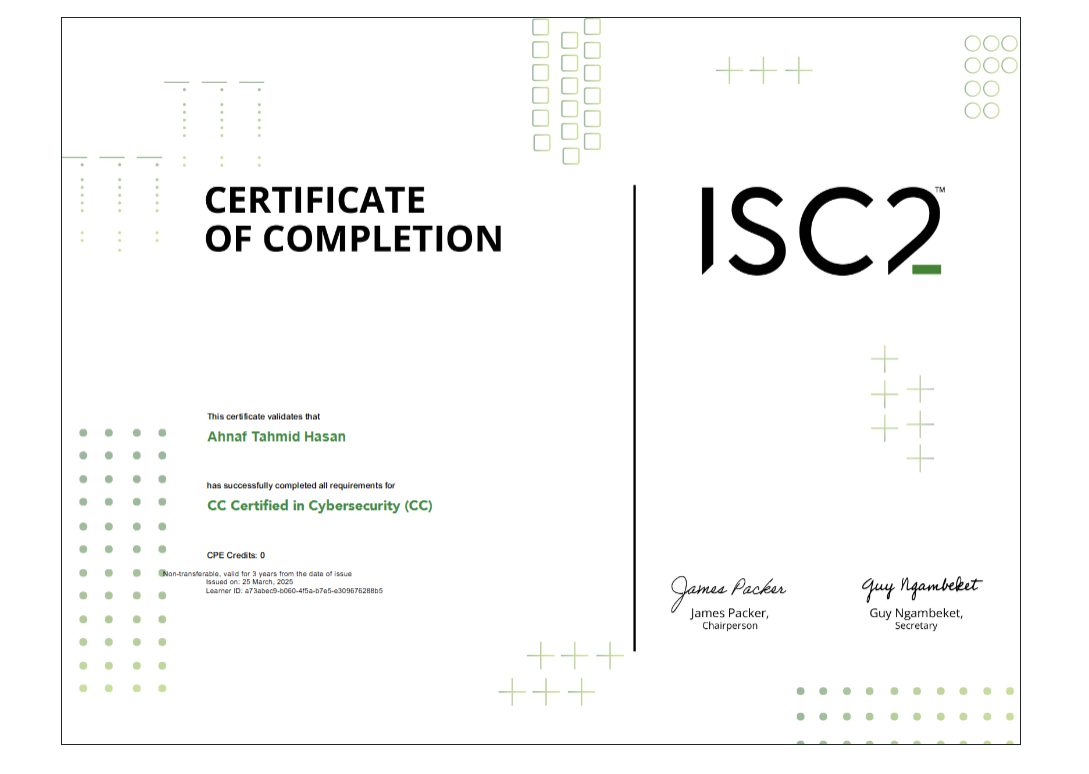 CERTIFICATE
OF COMPLETION
ISC2™
This certificate validates that
Ahnaf Tahmid Hasan
has successfully completed all requirements for
CC Certified in Cybersecurity (CC)
CPE Credits: 0
Non-transferable, valid for 3 years from the date of issue
Issued on: 25 March, 2025
Learner ID: a73abec9-b060-4f5a-b7e5-e309676288b5
James Packer
James Packer,
Chairperson
Guy Ngambeket
Guy Ngambeket,
Secretary